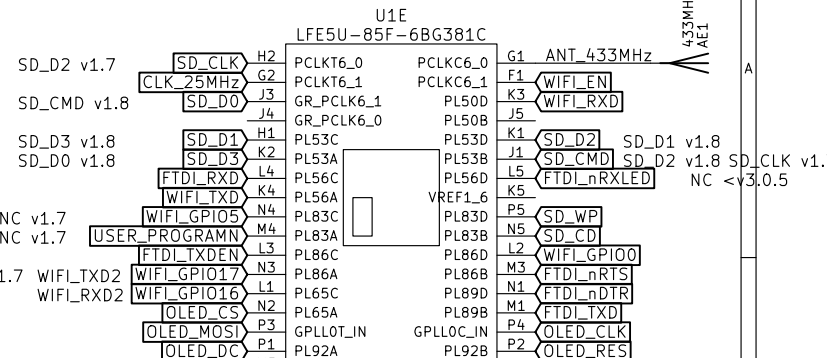 U1E
LFE5U-85F-6BG381C
433MH
AE1
A
SD_D2 v1.7 SD_CLK H2 PCLKT6_0 PCLKC6_0 G1 ANT_433MHz
CLK_25MHz G2 PCLKT6_1 PCLKC6_1 F1 WIFI_EN
SD_CMD v1.8 SD_D0 J3 GR_PCLK6_1 PL50D K3 WIFI_RXD
J4 GR_PCLK6_0 PL50B J5
SD_D3 v1.8 SD_D1 H1 PL53C PL53D K1 SD_D2 SD_D1 v1.8
SD_D0 v1.8 SD_D3 K2 PL53A PL53B J1 SD_CMD SD_D2 v1.8 SD_CLK v1.
FTDI_RXD L4 PL56C PL56D L5 FTDI_nRXLED NC <v3.0.5
WIFI_TXD K4 PL56A VREF1_6 K5
NC v1.7 WIFI_GPIO5 N4 PL83C PL83D P5 SD_WP
NC v1.7 USER_PROGRAMN M4 PL83A PL83B N5 SD_CD
FTDI_TXDEN L3 PL86C PL86D L2 WIFI_GPIO0
1.7 WIFI_TXD2 WIFI_GPIO17 N3 PL86A PL86B M3 FTDI_nRTS
WIFI_RXD2 WIFI_GPIO16 L1 PL65C PL89D N1 FTDI_nDTR
OLED_CS N2 PL65A PL89B M1 FTDI_TXD
OLED_MOSI P3 GPLL0T_IN GPLL0C_IN P4 OLED_CLK
OLED_DC P1 PL92A PL92B P2 OLED_RES